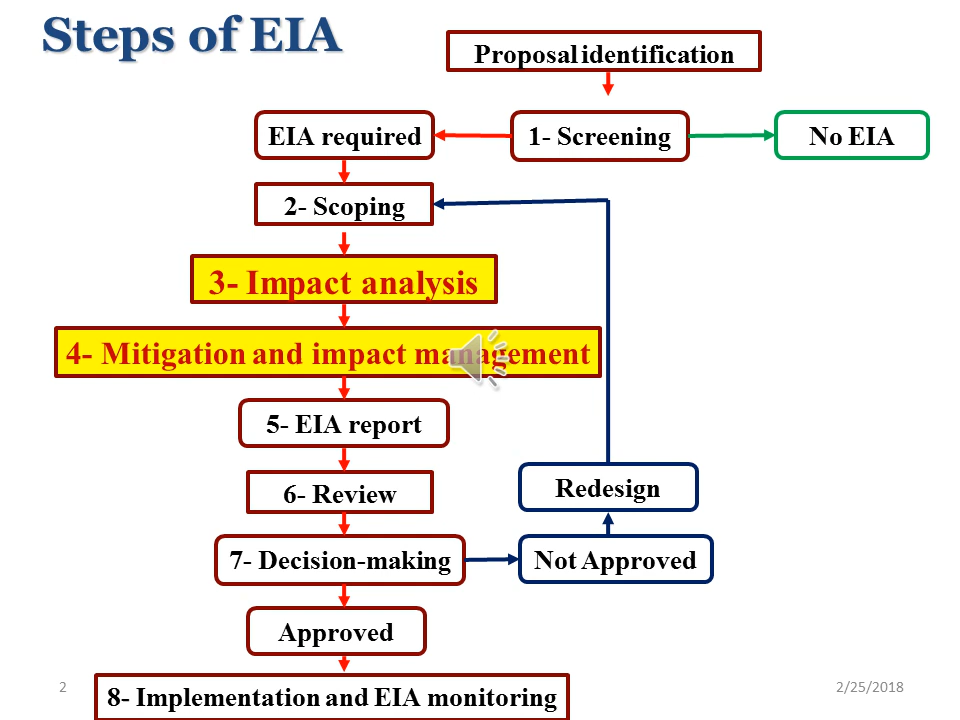 Steps of EIA
Proposal identification
EIA required
1- Screening
No EIA
2- Scoping
3- Impact analysis
4- Mitigation and impact management
5- EIA report
6- Review
Redesign
7- Decision-making
Not Approved
Approved
8- Implementation and EIA monitoring
2
2/25/2018